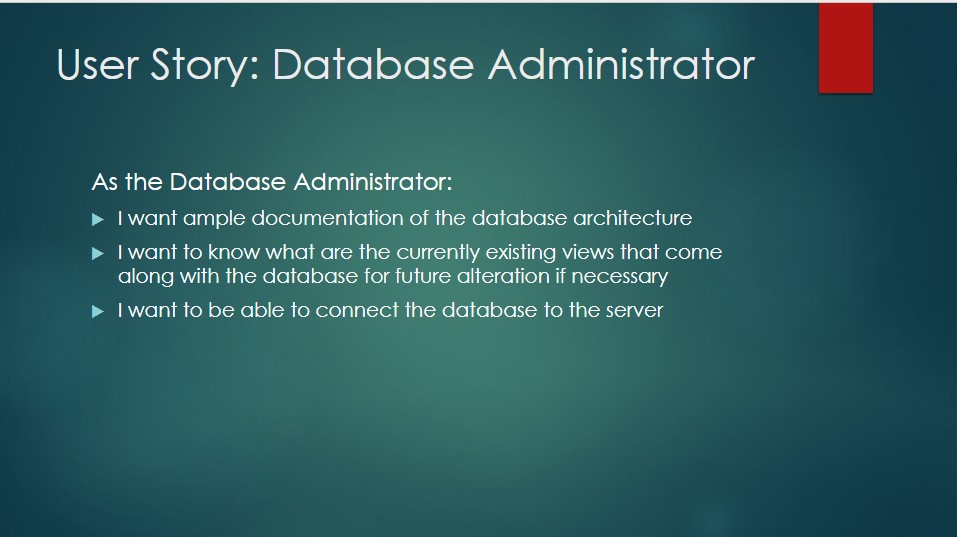 User Story: Database Administrator
As the Database Administrator:
I want ample documentation of the database architecture
I want to know what are the currently existing views that come
along with the database for future alteration if necessary
I want to be able to connect the database to the server